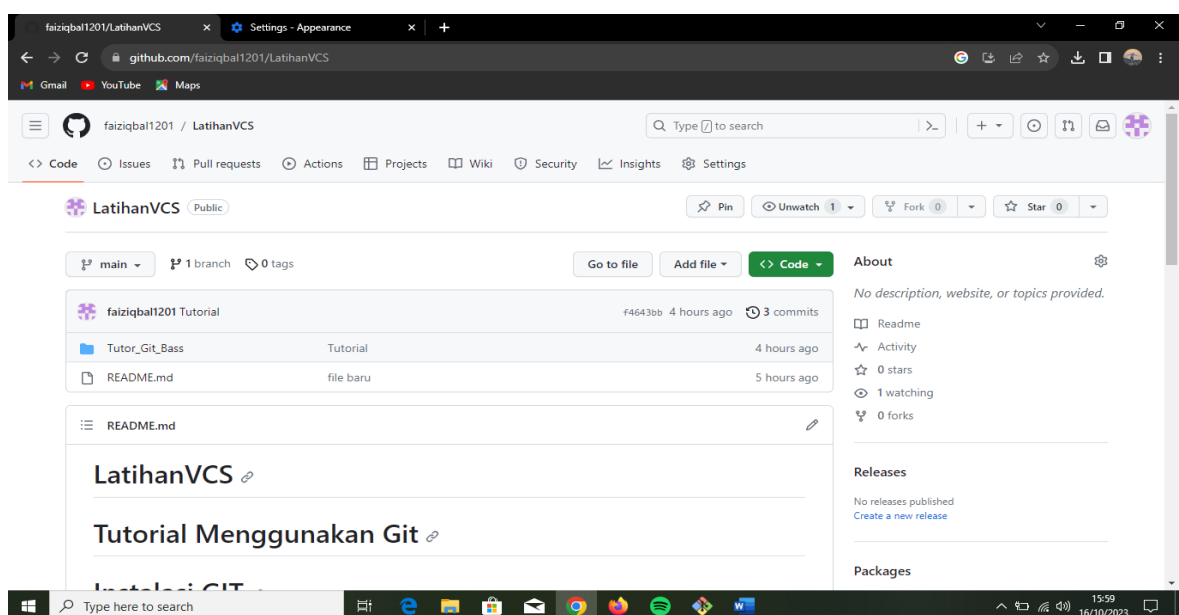 faiziqbal1201/LatihanVCS
Settings - Appearance
github.com/faiziqbal1201/LatihanVCS
Gmail YouTube Maps
faiziqbal1201 / LatihanVCS
Type / to search
Code Issues Pull requests Actions Projects Wiki Security Insights Settings
LatihanVCS Public
Pin Unwatch 1 Fork 0 Star 0
main 1 branch 0 tags
Go to file Add file <> Code
About
No description, website, or topics provided.
faiziqbal1201 Tutorial f4643bb 4 hours ago 3 commits
Readme
Tutor_Git_Bass Tutorial 4 hours ago
Activity
README.md file baru 5 hours ago
0 stars
1 watching
0 forks
README.md
LatihanVCS
Releases
No releases published
Create a new release
Tutorial Menggunakan Git
Packages
Instalasi GIT
Type here to search
15:59
16/10/2023